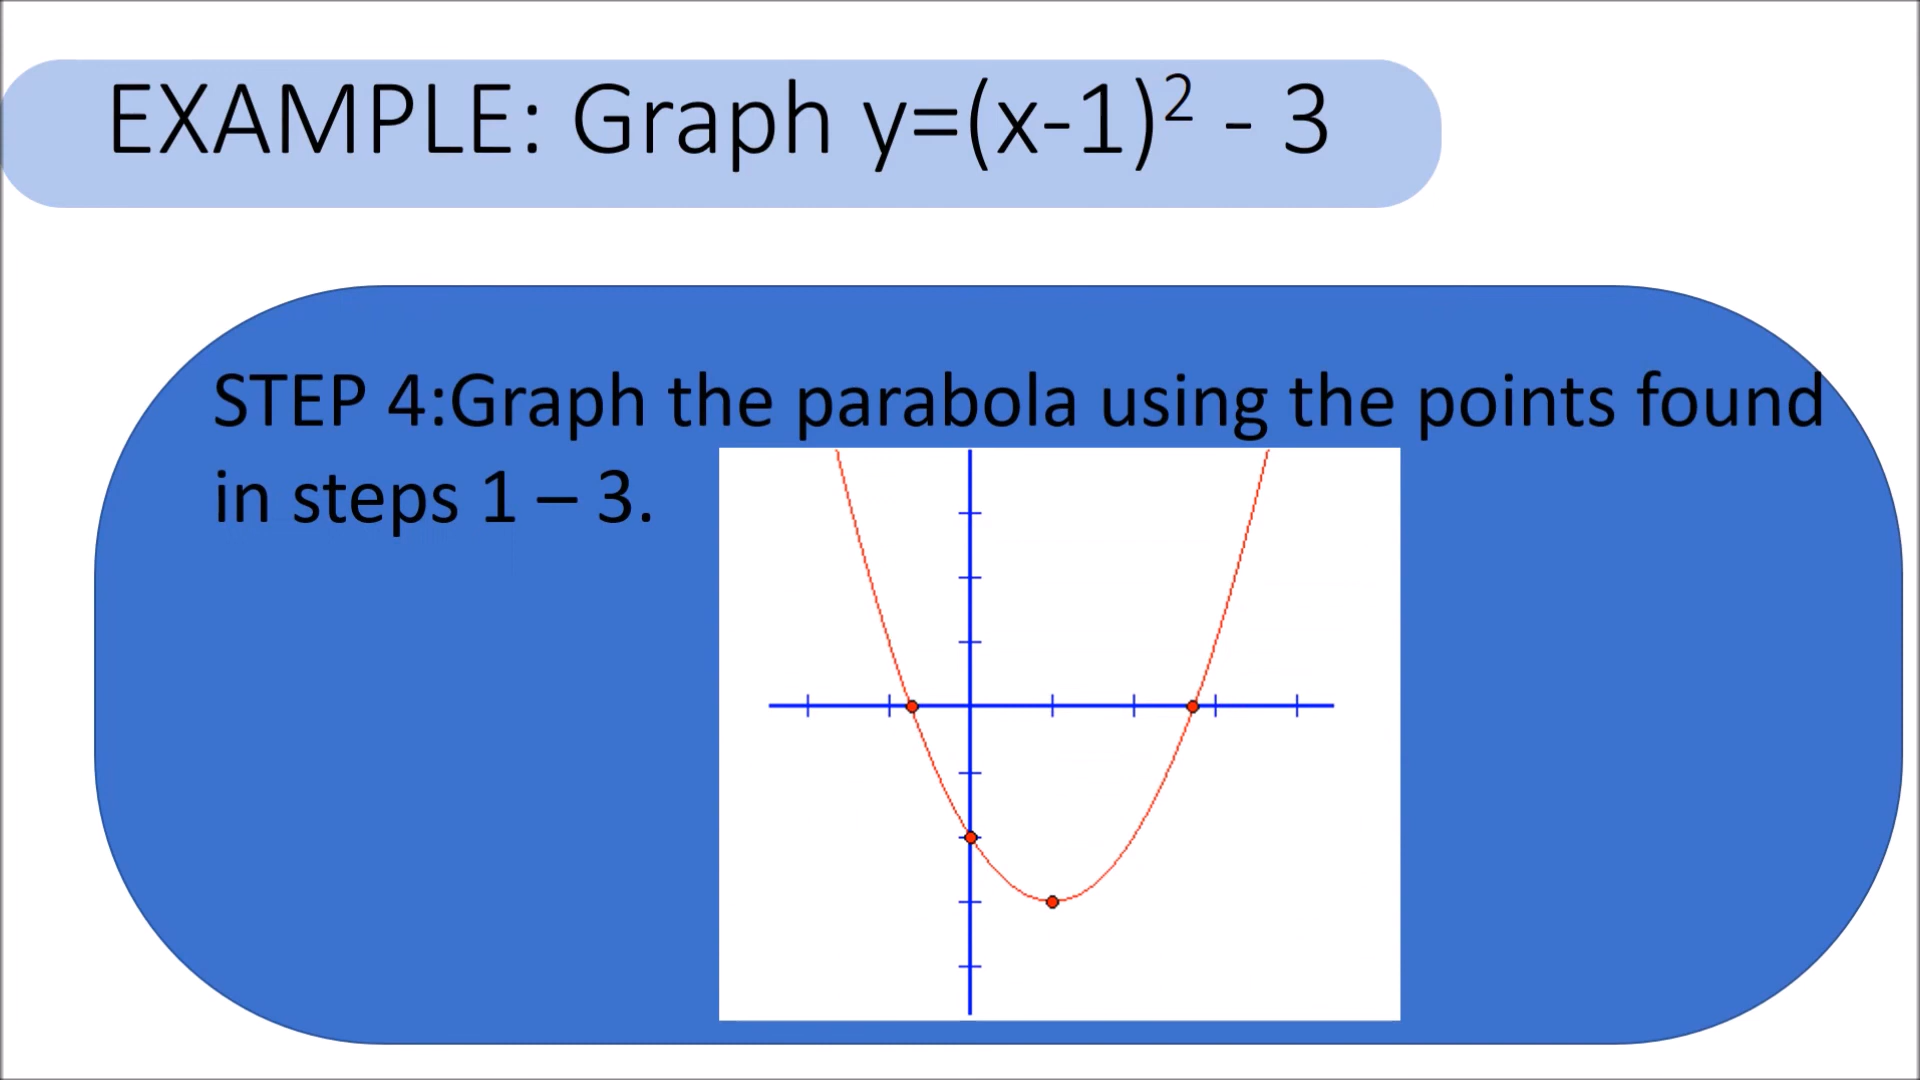 EXAMPLE: Graph y=(x-1)² - 3
STEP 4:Graph the parabola using the points found
in steps 1 – 3.